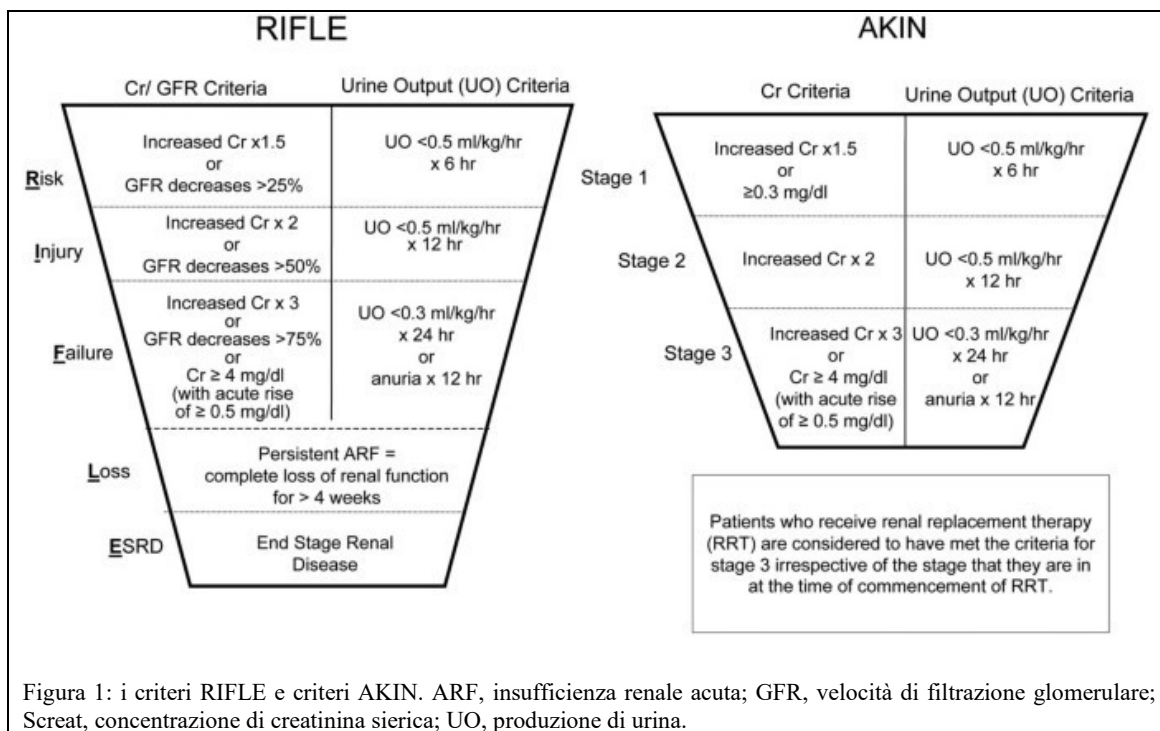 RIFLE
Cr/ GFR Criteria
Urine Output (UO) Criteria
Risk
Increased Cr x1.5
or
GFR decreases >25%
UO <0.5 ml/kg/hr
x 6 hr
Injury
Increased Cr x 2
or
GFR decreases >50%
UO <0.5 ml/kg/hr
x 12 hr
Failure
Increased Cr x 3
or
GFR decreases >75%
or
Cr ≥ 4 mg/dl
(with acute rise
of ≥ 0.5 mg/dl)
UO <0.3 ml/kg/hr
x 24 hr
or
anuria x 12 hr
Loss
Persistent ARF =
complete loss of renal function
for > 4 weeks
ESRD
End Stage Renal
Disease
AKIN
Cr Criteria
Urine Output (UO) Criteria
Stage 1
Increased Cr x1.5
or
≥0.3 mg/dl
UO <0.5 ml/kg/hr
x 6 hr
Stage 2
Increased Cr x 2
UO <0.5 ml/kg/hr
x 12 hr
Stage 3
Increased Cr x 3
or
Cr ≥ 4 mg/dl
(with acute rise
of ≥ 0.5 mg/dl)
UO <0.3 ml/kg/hr
x 24 hr
or
anuria x 12 hr
Patients who receive renal replacement therapy
(RRT) are considered to have met the criteria for
stage 3 irrespective of the stage that they are in
at the time of commencement of RRT.
Figura 1: i criteri RIFLE e criteri AKIN. ARF, insufficienza renale acuta; GFR, velocità di filtrazione glomerulare;
Screat, concentrazione di creatinina sierica; UO, produzione di urina.